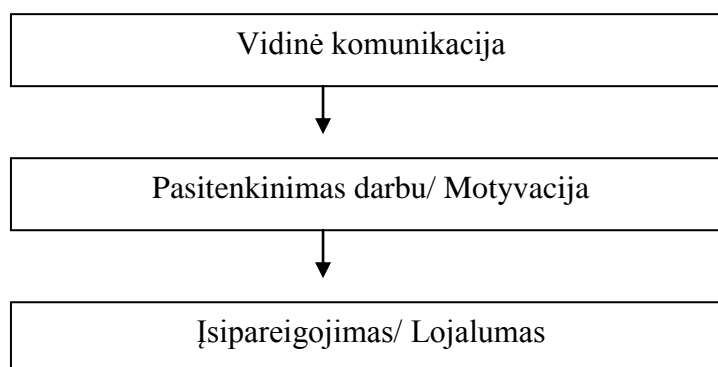 Vidinė komunikacija
Pasitenkinimas darbu/ Motyvacija
Įsipareigojimas/ Lojalumas